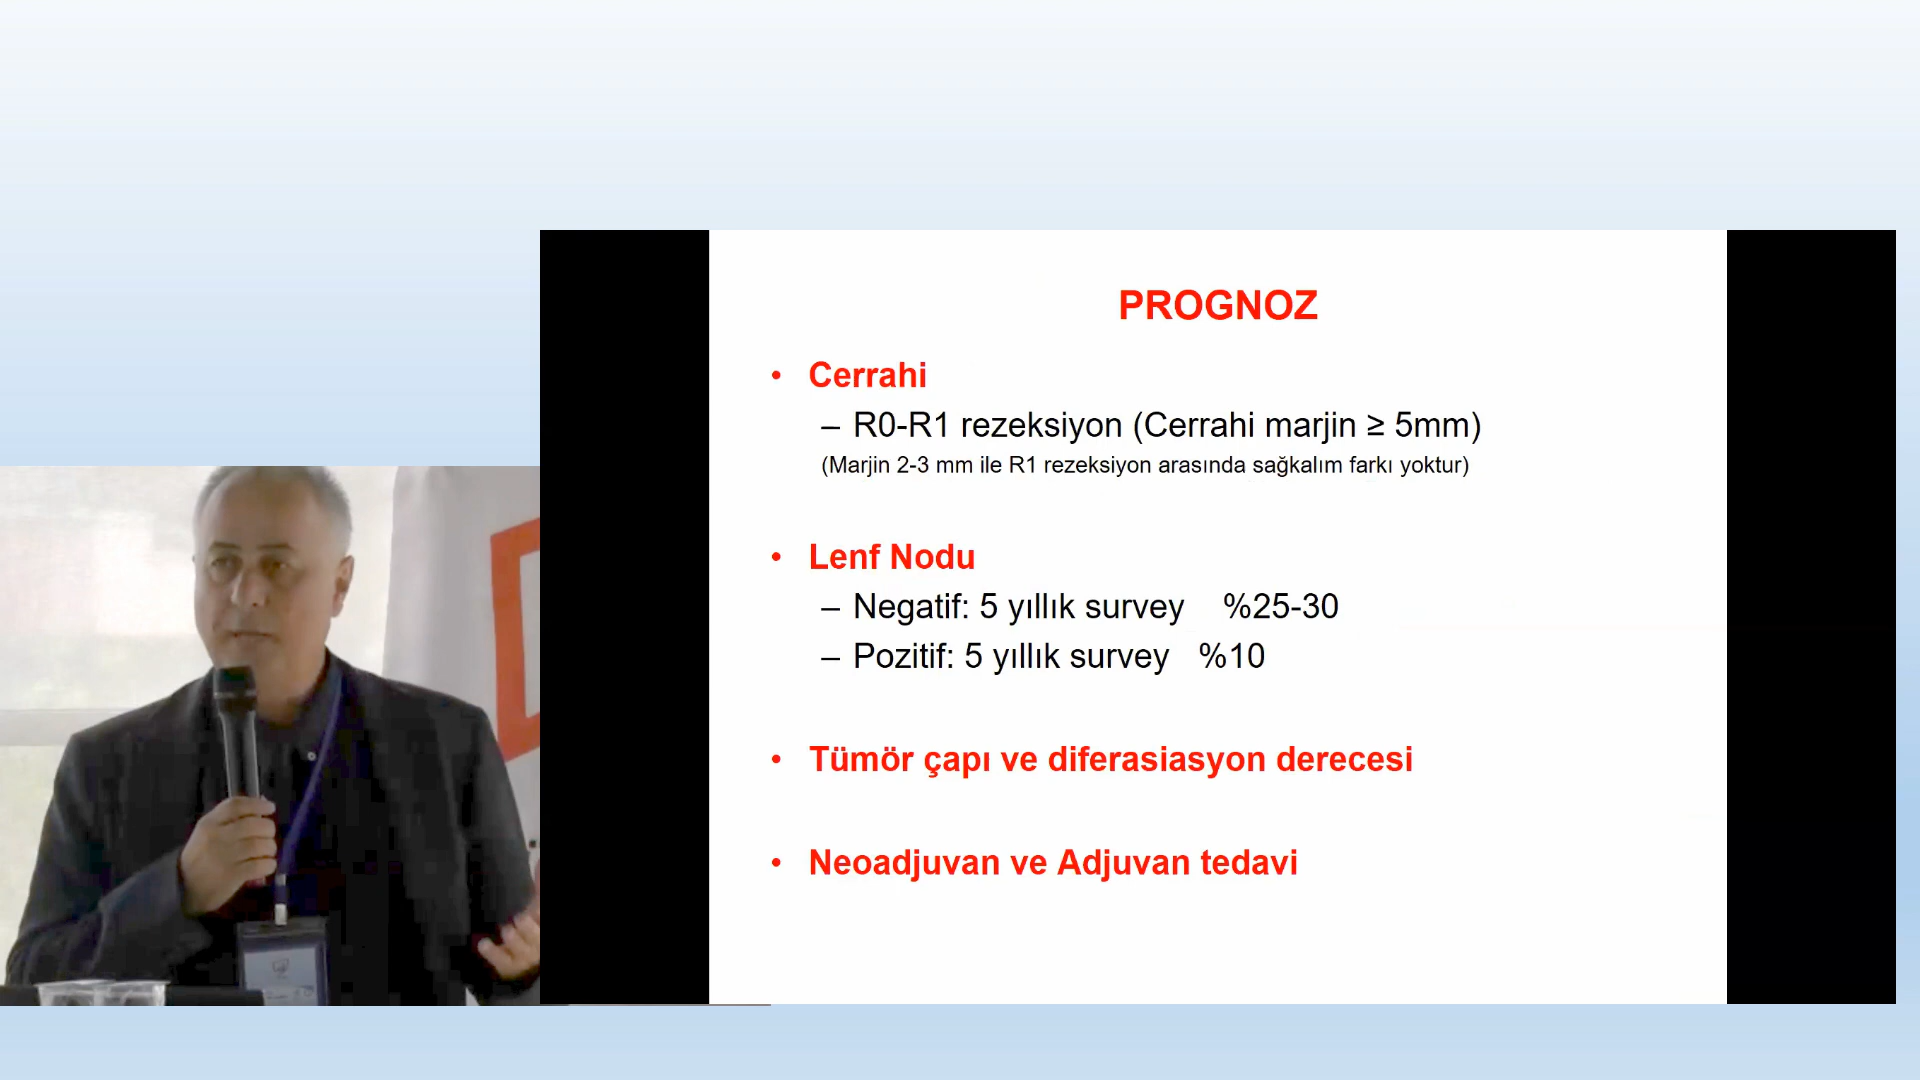 PROGNOZ
• Cerrahi
– R0-R1 rezeksiyon (Cerrahi marjin ≥ 5mm)
(Marjin 2-3 mm ile R1 rezeksiyon arasında sağkalım farkı yoktur)
• Lenf Nodu
– Negatif: 5 yıllık survey %25-30
– Pozitif: 5 yıllık survey %10
• Tümör çapı ve diferasiasyon derecesi
• Neoadjuvan ve Adjuvan tedavi